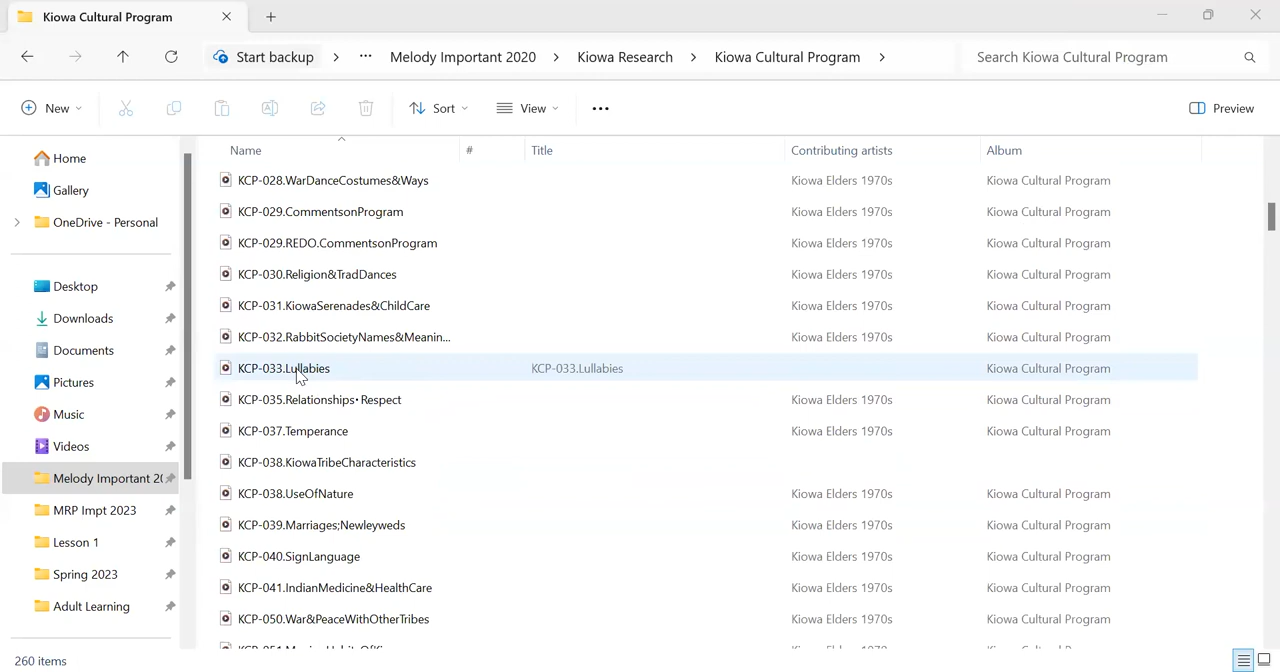 Kiowa Cultural Program
Start backup > ... Melody Important 2020 > Kiowa Research > Kiowa Cultural Program >
Search Kiowa Cultural Program
New
Sort
View
Preview
Home
Gallery
OneDrive - Personal
Desktop
Downloads
Documents
Pictures
Music
Videos
Melody Important 2(
MRP Impt 2023
Lesson 1
Spring 2023
Adult Learning
Name # Title Contributing artists Album
KCP-028.WarDanceCostumes&Ways Kiowa Elders 1970s Kiowa Cultural Program
KCP-029.CommentsonProgram Kiowa Elders 1970s Kiowa Cultural Program
KCP-029.REDO.CommentsonProgram Kiowa Elders 1970s Kiowa Cultural Program
KCP-030.Religion&TradDances Kiowa Elders 1970s Kiowa Cultural Program
KCP-031.KiowaSerenades&ChildCare Kiowa Elders 1970s Kiowa Cultural Program
KCP-032.RabbitSocietyNames&Meanin... Kiowa Elders 1970s Kiowa Cultural Program
KCP-033.Lullabies KCP-033.Lullabies Kiowa Cultural Program
KCP-035.Relationships•Respect Kiowa Elders 1970s Kiowa Cultural Program
KCP-037.Temperance Kiowa Elders 1970s Kiowa Cultural Program
KCP-038.KiowaTribeCharacteristics
KCP-038.UseOfNature Kiowa Elders 1970s Kiowa Cultural Program
KCP-039.Marriages;Newleyweds Kiowa Elders 1970s Kiowa Cultural Program
KCP-040.SignLanguage Kiowa Elders 1970s Kiowa Cultural Program
KCP-041.IndianMedicine&HealthCare Kiowa Elders 1970s Kiowa Cultural Program
KCP-050.War&PeaceWithOtherTribes Kiowa Elders 1970s Kiowa Cultural Program
260 items